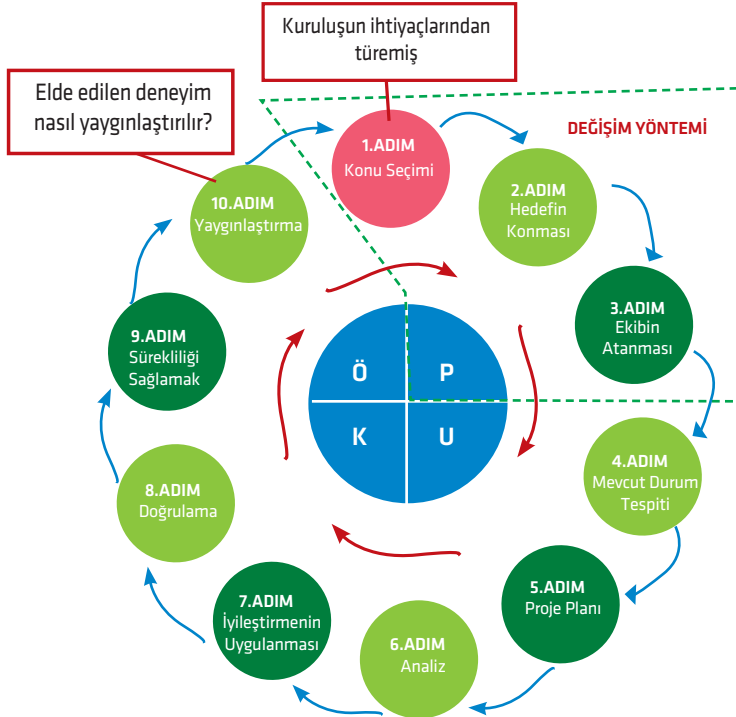 Kuruluşun ihtiyaçlarından
türemiş
Elde edilen deneyim
nasıl yaygınlaştırılır?
DEĞİŞİM YÖNTEMİ
1.ADIM
Konu Seçimi
2.ADIM
Hedefin
Konması
3.ADIM
Ekibin
Atanması
4.ADIM
Mevcut Durum
Tespiti
5.ADIM
Proje Planı
6.ADIM
Analiz
7.ADIM
İyileştirmenin
Uygulanması
8.ADIM
Doğrulama
9.ADIM
Sürekliliği
Sağlamak
10.ADIM
Yaygınlaştırma
Ö
P
K
U